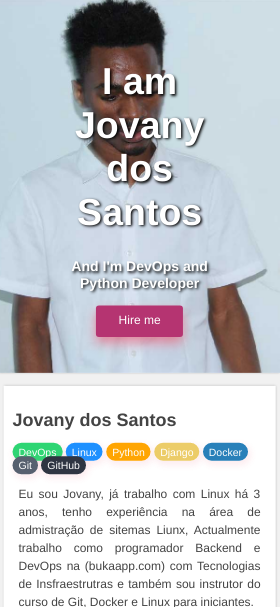 I am
Jovany
dos
Santos
And I'm DevOps and
Python Developer
Hire me
Jovany dos Santos
DevOps Linux Python Django Docker
Git GitHub
Eu sou Jovany, já trabalho com Linux há 3
anos, tenho experiência na área de
admistração de sitemas Liunx, Actualmente
trabalho como programador Backend e
DevOps na (bukaapp.com) com Tecnologias
de Insfraestrutras e também sou instrutor do
curso de Git, Docker e Linux para iniciantes.